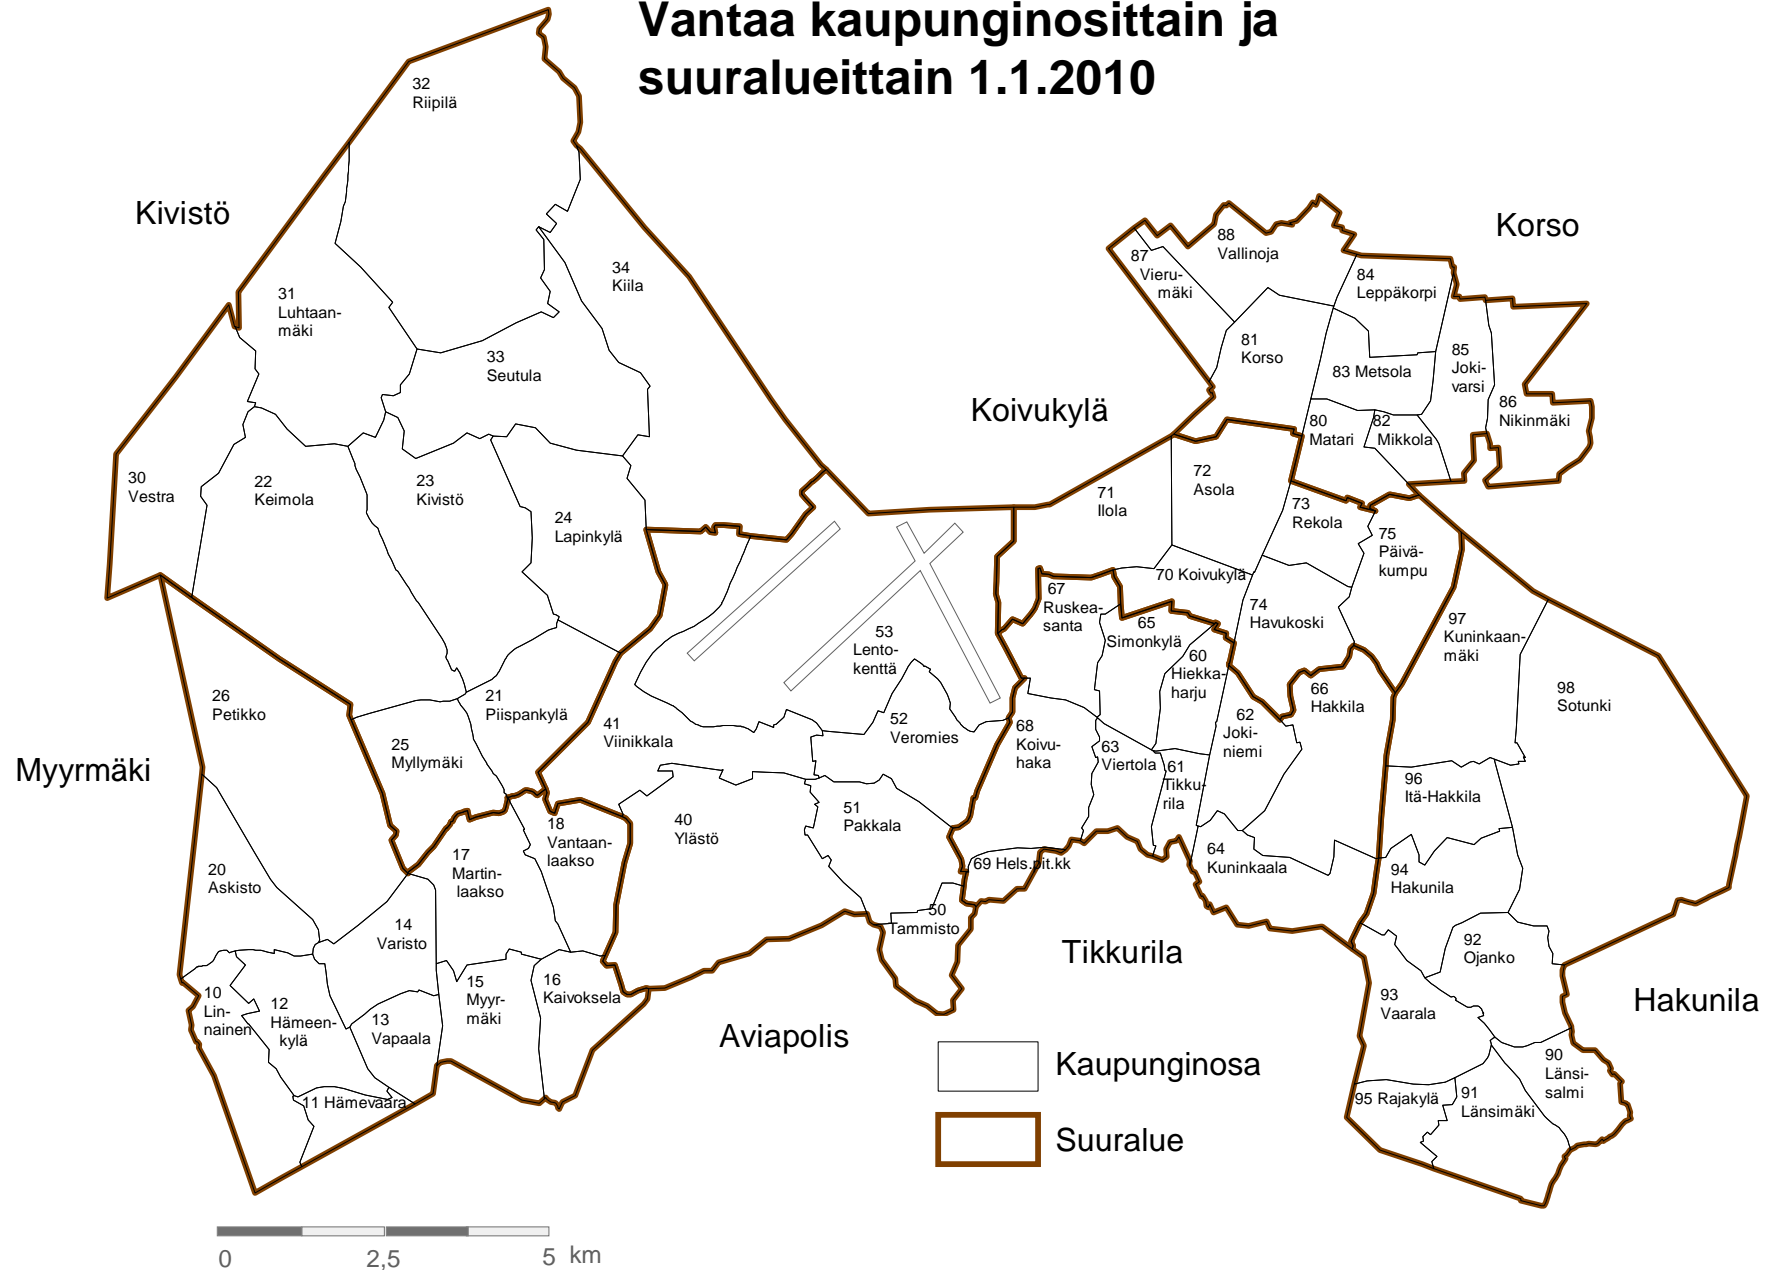 Vantaa kaupunginosittain ja
suuralueittain 1.1.2010
Kivistö
Korso
Koivukylä
Myyrmäki
Aviapolis
Tikkurila
Hakunila
32
Riipilä
34
Kiila
31
Luhtaan-
mäki
33
Seutula
30
Vestra
22
Keimola
23
Kivistö
24
Lapinkylä
21
Piispankylä
25
Myllymäki
26
Petikko
20
Askisto
17
Martin-
laakso
18
Vantaan-
laakso
14
Varisto
10
Lin-
nainen
12
Hämeen-
kylä
13
Vapaala
15
Myyr-
mäki
16
Kaivoksela
11 Hämevaara
41
Viinikkala
40
Ylästö
53
Lento-
kenttä
52
Veromies
51
Pakkala
50
Tammisto
88
Vallinoja
87
Vieru-
mäki
84
Leppäkorpi
81
Korso
83 Metsola
85
Joki-
varsi
86
Nikinmäki
80
Matari
82
Mikkola
71
Ilola
72
Asola
73
Rekola
75
Päivä-
kumpu
70 Koivukylä
74
Havukoski
67
Ruskea-
santa
65
Simonkylä
60
Hiekka-
harju
66
Hakkila
62
Joki-
niemi
68
Koivu-
haka
63
Viertola
61
Tikku-
rila
64
Kuninkaala
69 Hels.pit.kk
97
Kuninkaan-
mäki
98
Sotunki
96
Itä-Hakkila
94
Hakunila
92
Ojanko
93
Vaarala
90
Länsi-
salmi
91
Länsimäki
95 Rajakylä
Kaupunginosa
Suuralue
0 2,5 5 km